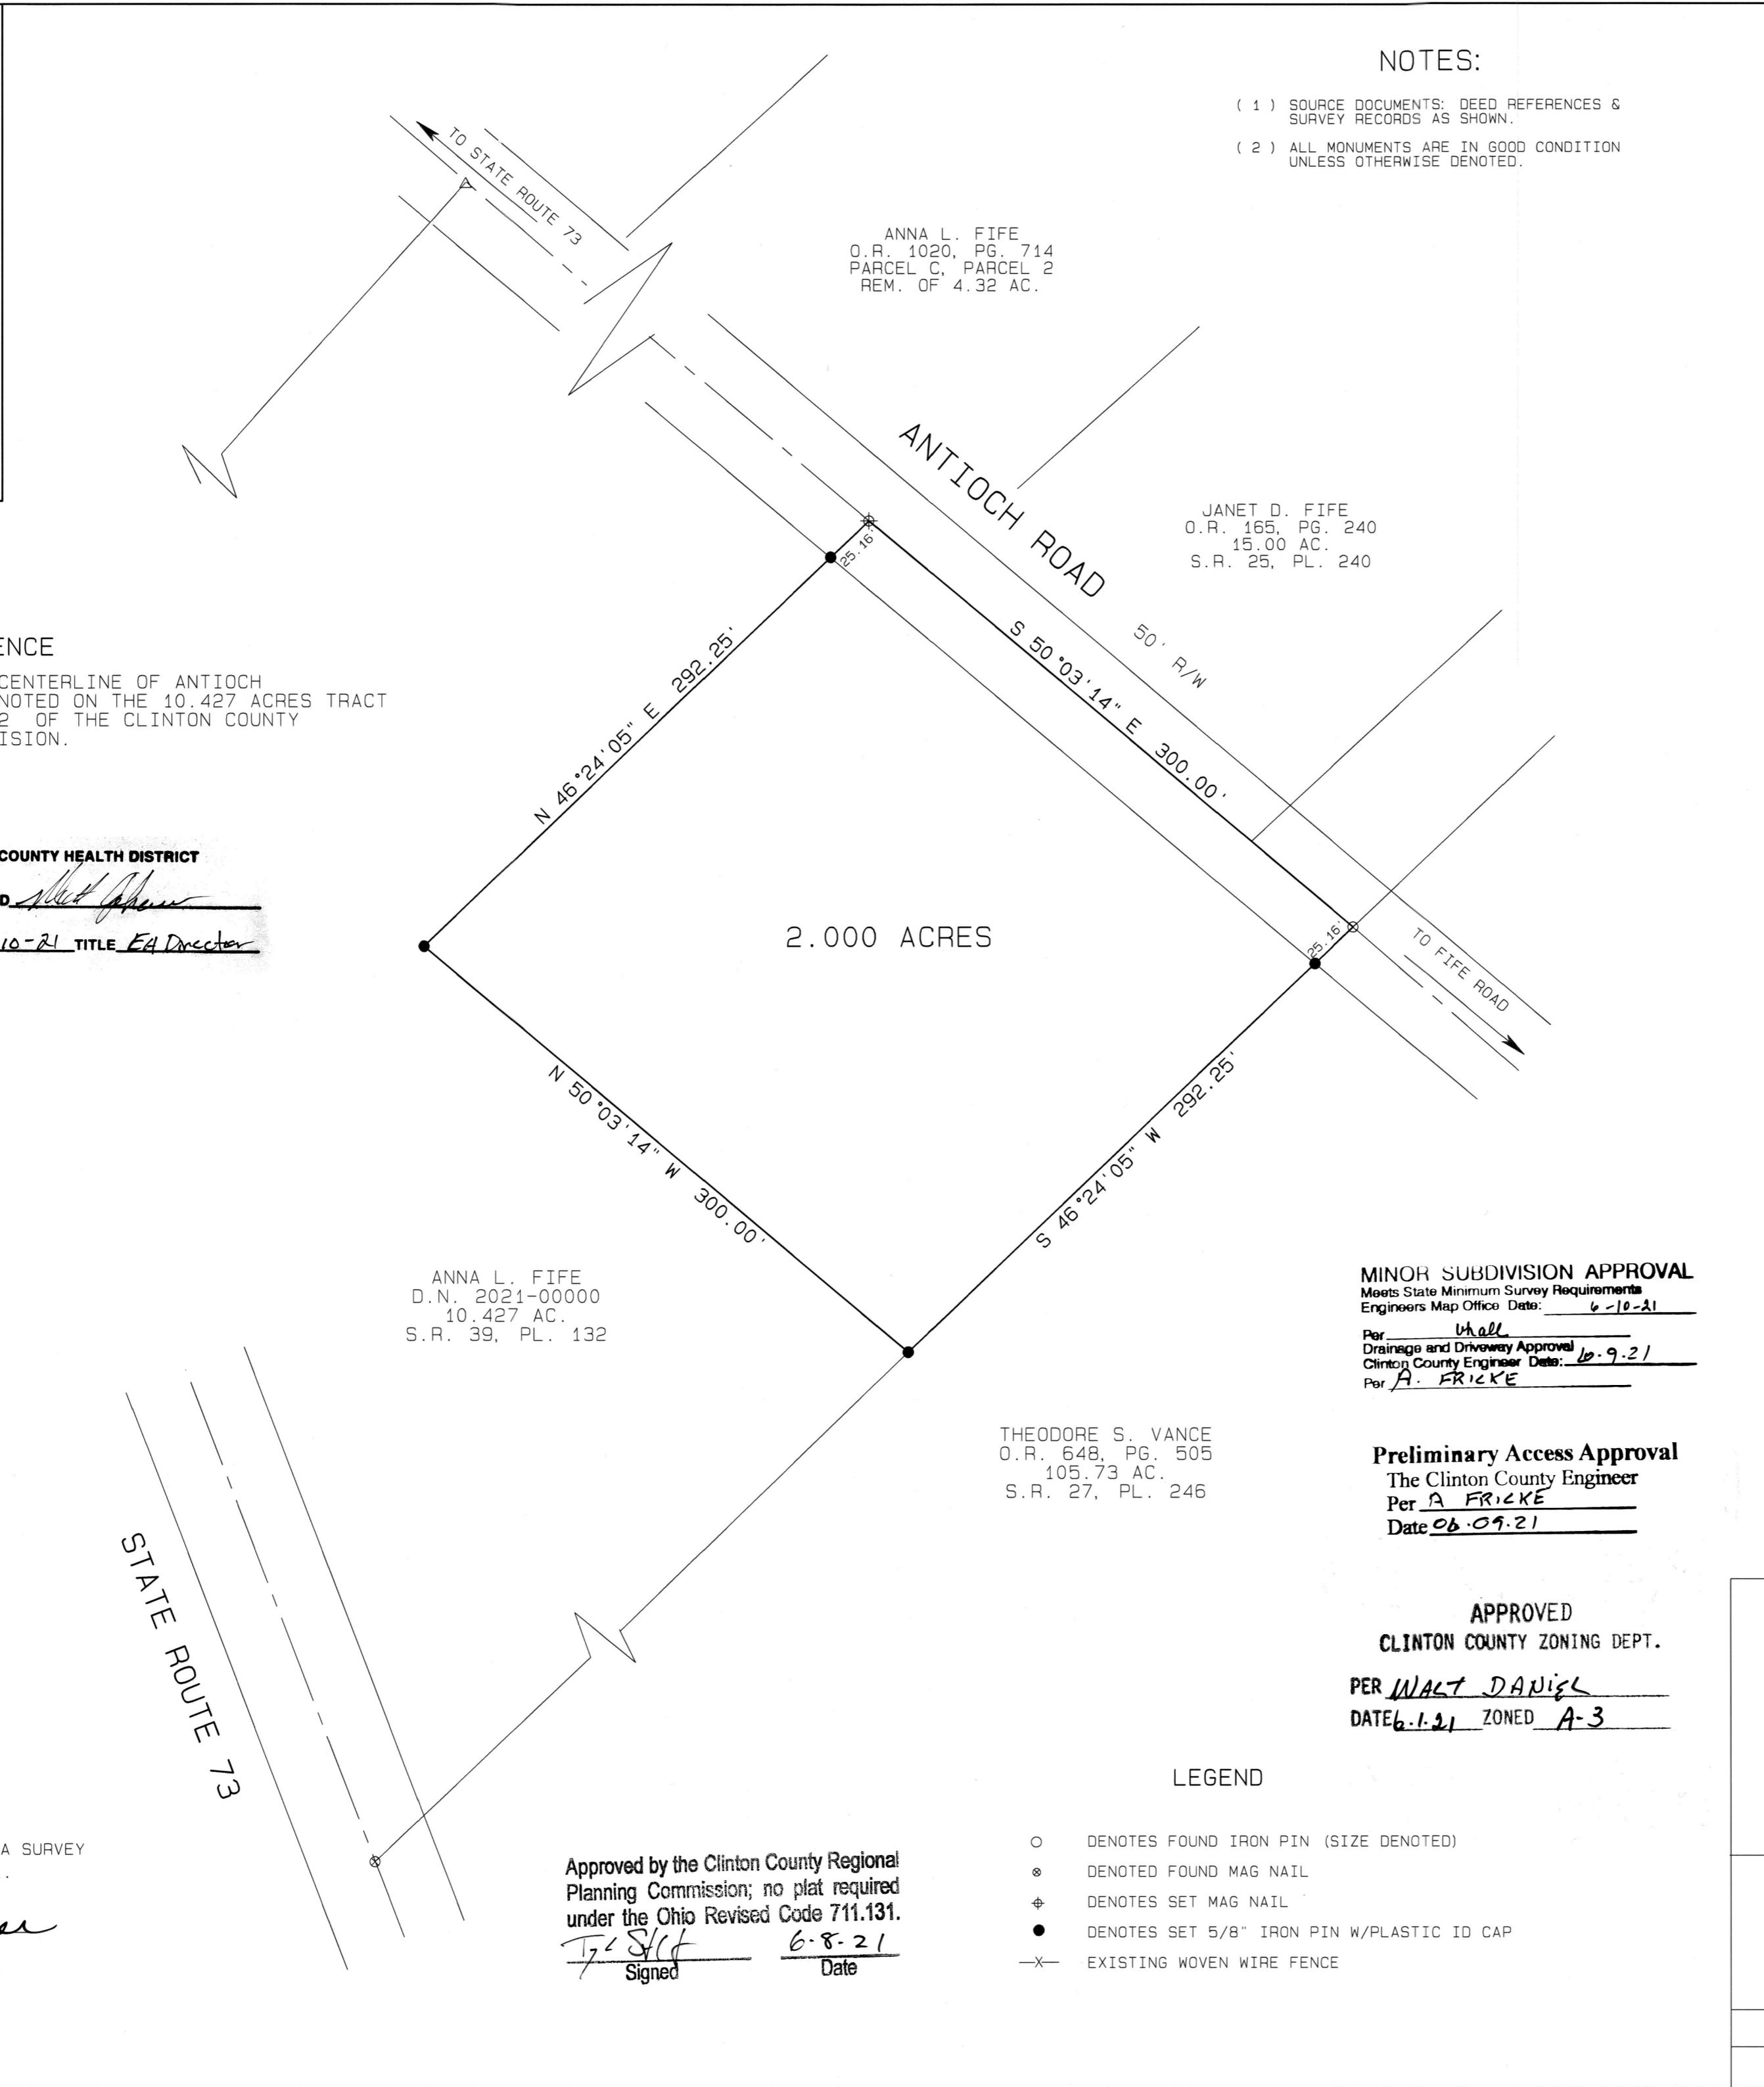 NOTES:
( 1 ) SOURCE DOCUMENTS: DEED REFERENCES &
SURVEY RECORDS AS SHOWN.
( 2 ) ALL MONUMENTS ARE IN GOOD CONDITION
UNLESS OTHERWISE DENOTED.
TO STATE ROUTE 73
ANNA L. FIFE
O.R. 1020, PG. 714
PARCEL C, PARCEL 2
REM. OF 4.32 AC.
ANTIOCH ROAD
50' R/W
JANET D. FIFE
O.R. 165, PG. 240
15.00 AC.
S.R. 25, PL. 240
25.16'
S 50°03'14" E 300.00'
N 46°24'05" E 292.25'
ENCE
CENTERLINE OF ANTIOCH
NOTED ON THE 10.427 ACRES TRACT
2 OF THE CLINTON COUNTY
ISION.
COUNTY HEALTH DISTRICT
D
10-21 TITLE EH Director
2.000 ACRES
25.16'
TO FIFE ROAD
N 50°03'14" W 300.00'
S 46°24'05" W 292.25'
ANNA L. FIFE
D.N. 2021-00000
10.427 AC.
S.R. 39, PL. 132
THEODORE S. VANCE
O.R. 648, PG. 505
105.73 AC.
S.R. 27, PL. 246
STATE ROUTE 73
MINOR SUBDIVISION APPROVAL
Meets State Minimum Survey Requirements
Engineers Map Office Date: 6-10-21
Per
Drainage and Driveway Approval
Clinton County Engineer Date: 6.9.21
Per A. FRICKE
Preliminary Access Approval
The Clinton County Engineer
Per A FRICKE
Date 06.09.21
APPROVED
CLINTON COUNTY ZONING DEPT.
PER WALT DANIEL
DATE 6.1.21 ZONED A-3
A SURVEY
.
Approved by the Clinton County Regional
Planning Commission; no plat required
under the Ohio Revised Code 711.131.
6-8-21
Signed Date
LEGEND
DENOTES FOUND IRON PIN (SIZE DENOTED)
DENOTED FOUND MAG NAIL
DENOTES SET MAG NAIL
DENOTES SET 5/8" IRON PIN W/PLASTIC ID CAP
—X— EXISTING WOVEN WIRE FENCE